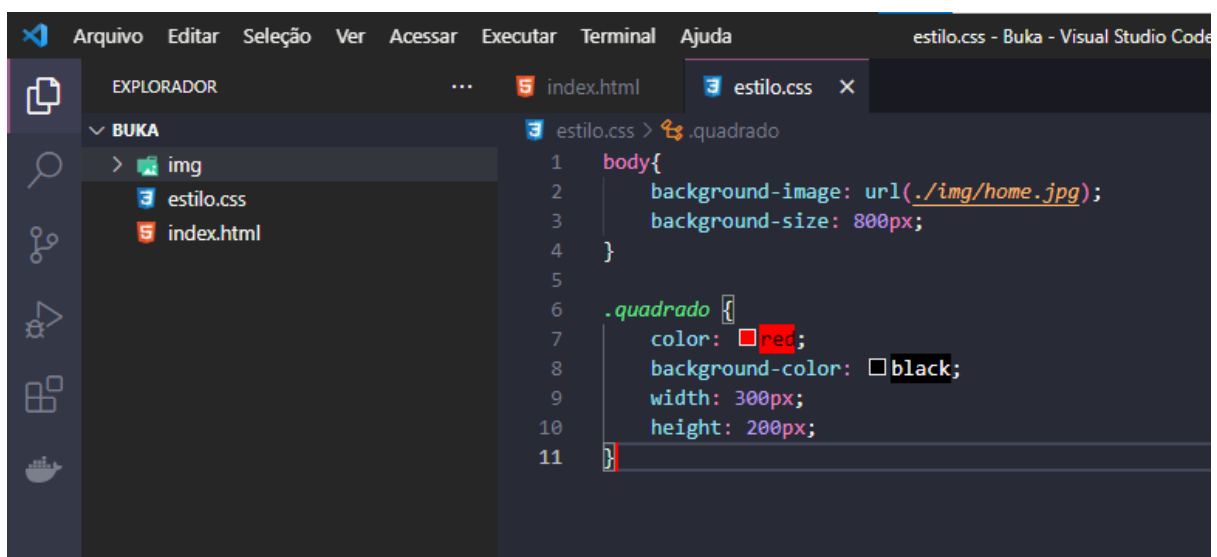 Arquivo Editar Seleção Ver Acessar Executar Terminal Ajuda estilo.css - Buka - Visual Studio Code
EXPLORADOR ··· index.html estilo.css ×
BUKA
img
estilo.css
index.html
estilo.css > .quadrado
1 body{
2 background-image: url(./img/home.jpg);
3 background-size: 800px;
4 }
5
6 .quadrado {
7 color: red;
8 background-color: black;
9 width: 300px;
10 height: 200px;
11 }